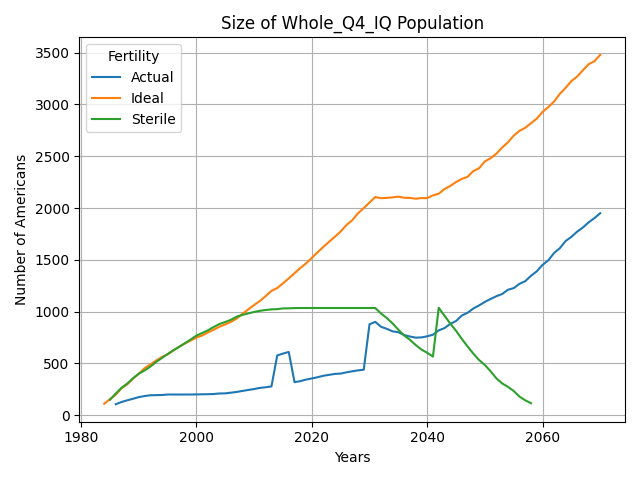 Size of Whole_Q4_IQ Population
Fertility
Actual
Ideal
Sterile
Number of Americans
3500
3000
2500
2000
1500
1000
500
0
1980
2000
2020
2040
2060
Years